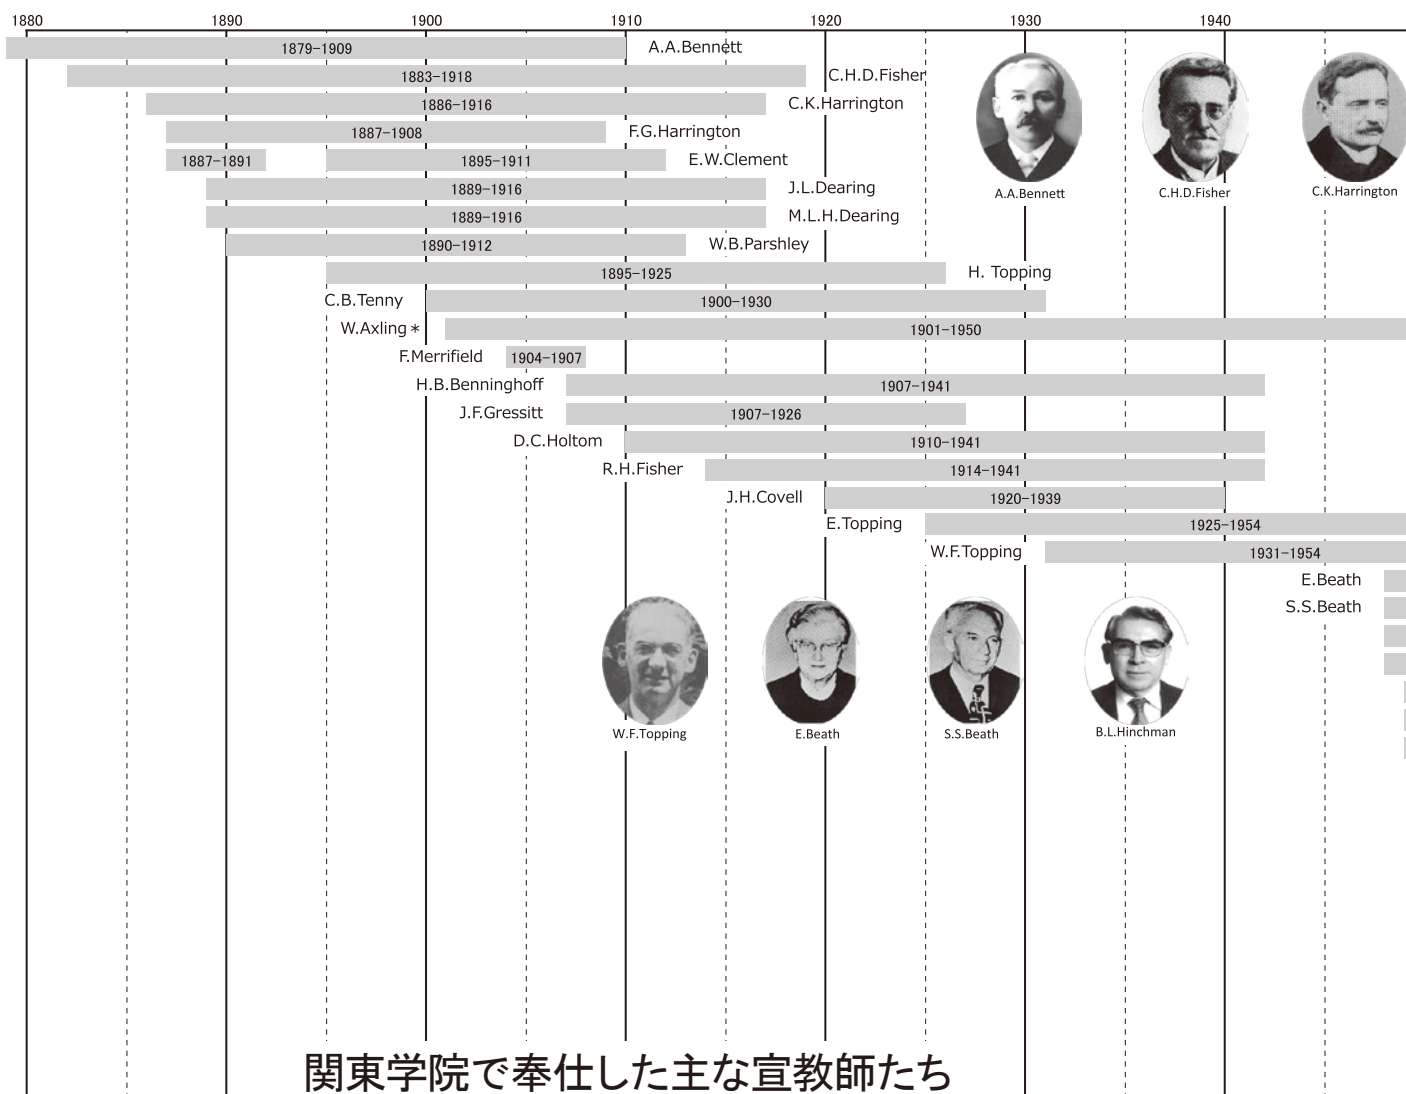 1880 1890 1900 1910 1920 1930 1940
1879-1909 A.A.Bennett
1883-1918 C.H.D.Fisher
1886-1916 C.K.Harrington
1887-1908 F.G.Harrington
1887-1891 1895-1911 E.W.Clement
1889-1916 J.L.Dearing
A.A.Bennett C.H.D.Fisher C.K.Harrington
1889-1916 M.L.H.Dearing
1890-1912 W.B.Parshley
1895-1925 H. Topping
C.B.Tenny 1900-1930
W.Axling* 1901-1950
F.Merrifield 1904-1907
H.B.Benninghoff 1907-1941
J.F.Gressitt 1907-1926
D.C.Holtom 1910-1941
R.H.Fisher 1914-1941
J.H.Covell 1920-1939
E.Topping 1925-1954
W.F.Topping 1931-1954
E.Beath
S.S.Beath
W.F.Topping E.Beath S.S.Beath B.L.Hinchman
関東学院で奉仕した主な宣教師たち